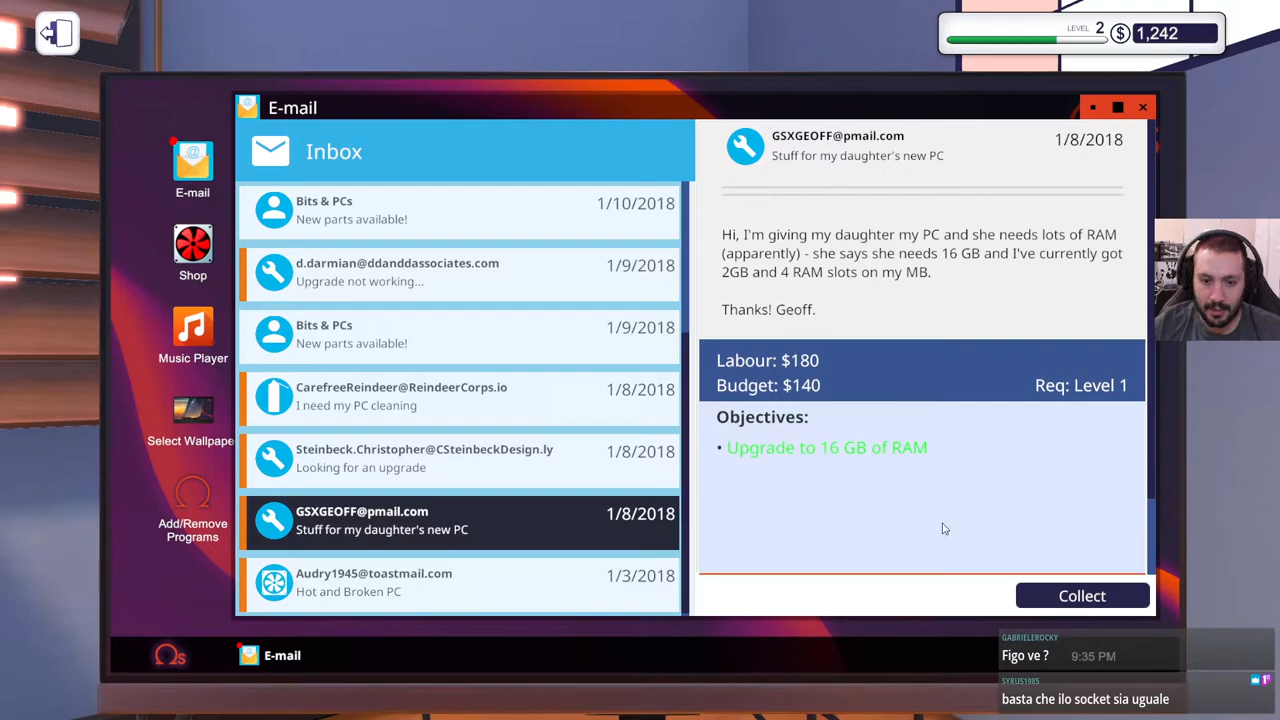 LEVEL 2
$ 1,242
E-mail
Inbox
Bits & PCs
1/10/2018
New parts available!
d.darmian@ddanddassociates.com
1/9/2018
Upgrade not working...
Bits & PCs
1/9/2018
New parts available!
CarefreeReindeer@ReindeerCorps.io
1/8/2018
I need my PC cleaning
Steinbeck.Christopher@CSteinbeckDesign.ly
1/8/2018
Looking for an upgrade
GSXGEOFF@pmail.com
1/8/2018
Stuff for my daughter's new PC
Audry1945@toastmail.com
1/3/2018
Hot and Broken PC
GSXGEOFF@pmail.com
1/8/2018
Stuff for my daughter's new PC
Hi, I'm giving my daughter my PC and she needs lots of RAM
(apparently) - she says she needs 16 GB and I've currently got
2GB and 4 RAM slots on my MB.
Thanks! Geoff.
Labour: $180
Budget: $140
Req: Level 1
Objectives:
• Upgrade to 16 GB of RAM
Collect
E-mail
Shop
Music Player
Select Wallpape
Add/Remove
Programs
Ωs
E-mail
GABRIELEROCKY
Figo ve ? 9:35 PM
SYRUS1985
basta che ilo socket sia uguale